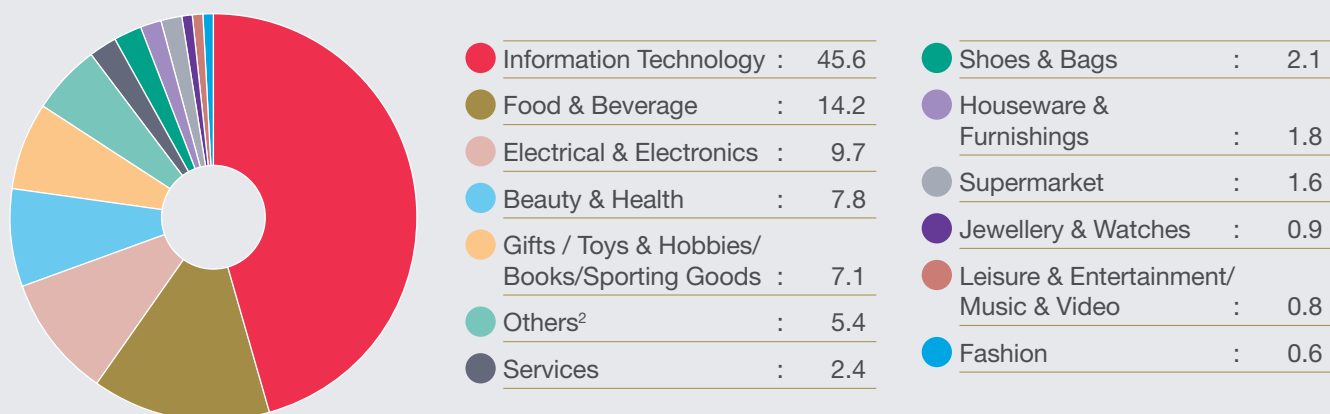 Information Technology : 45.6
Food & Beverage : 14.2
Electrical & Electronics : 9.7
Beauty & Health : 7.8
Gifts / Toys & Hobbies/
Books/Sporting Goods : 7.1
Others² : 5.4
Services : 2.4
Shoes & Bags : 2.1
Houseware &
Furnishings : 1.8
Supermarket : 1.6
Jewellery & Watches : 0.9
Leisure & Entertainment/
Music & Video : 0.8
Fashion : 0.6